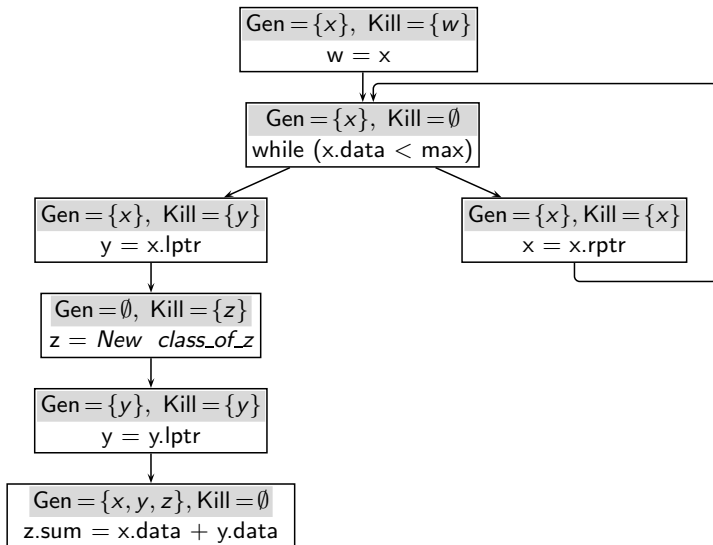 Gen = {x}, Kill = {w}
w = x
Gen = {x}, Kill = ∅
while (x.data < max)
Gen = {x}, Kill = {y}
y = x.lptr
Gen = {x}, Kill = {x}
x = x.rptr
Gen = ∅, Kill = {z}
z = New class_of_z
Gen = {y}, Kill = {y}
y = y.lptr
Gen = {x, y, z}, Kill = ∅
z.sum = x.data + y.data